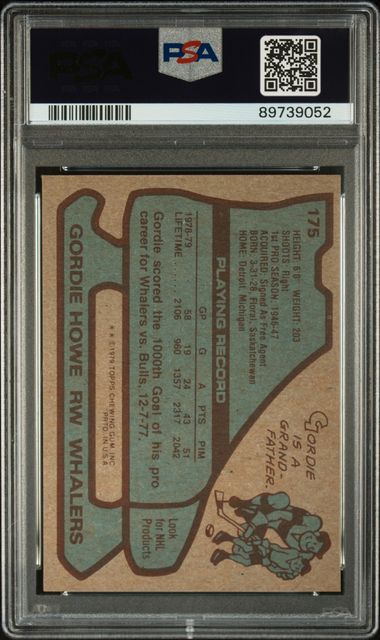 PSA
PSA
89739052
175
HEIGHT: 6'0" WEIGHT: 203
SHOOTS: Right
1st PRO SEASON: 1946-47
ACQUIRED: Signed As Free Agent
BORN: 3-31-28, Floral, Saskatchewan
HOME: Detroit, Michigan
GORDIE
IS A
GRAND-
FATHER.
PLAYING RECORD
GP G A PTS PIM
1978-79 58 19 24 43 51
LIFETIME ..... 2106 960 1357 2317 2042
Gordie scored the 1000th Goal of his pro
career for Whalers vs. Bulls, 12-7-77.
Look
for NHL
Products
* * © 1979 TOPPS CHEWING GUM, INC.
PRTD. IN U.S.A.
GORDIE HOWE RW WHALERS